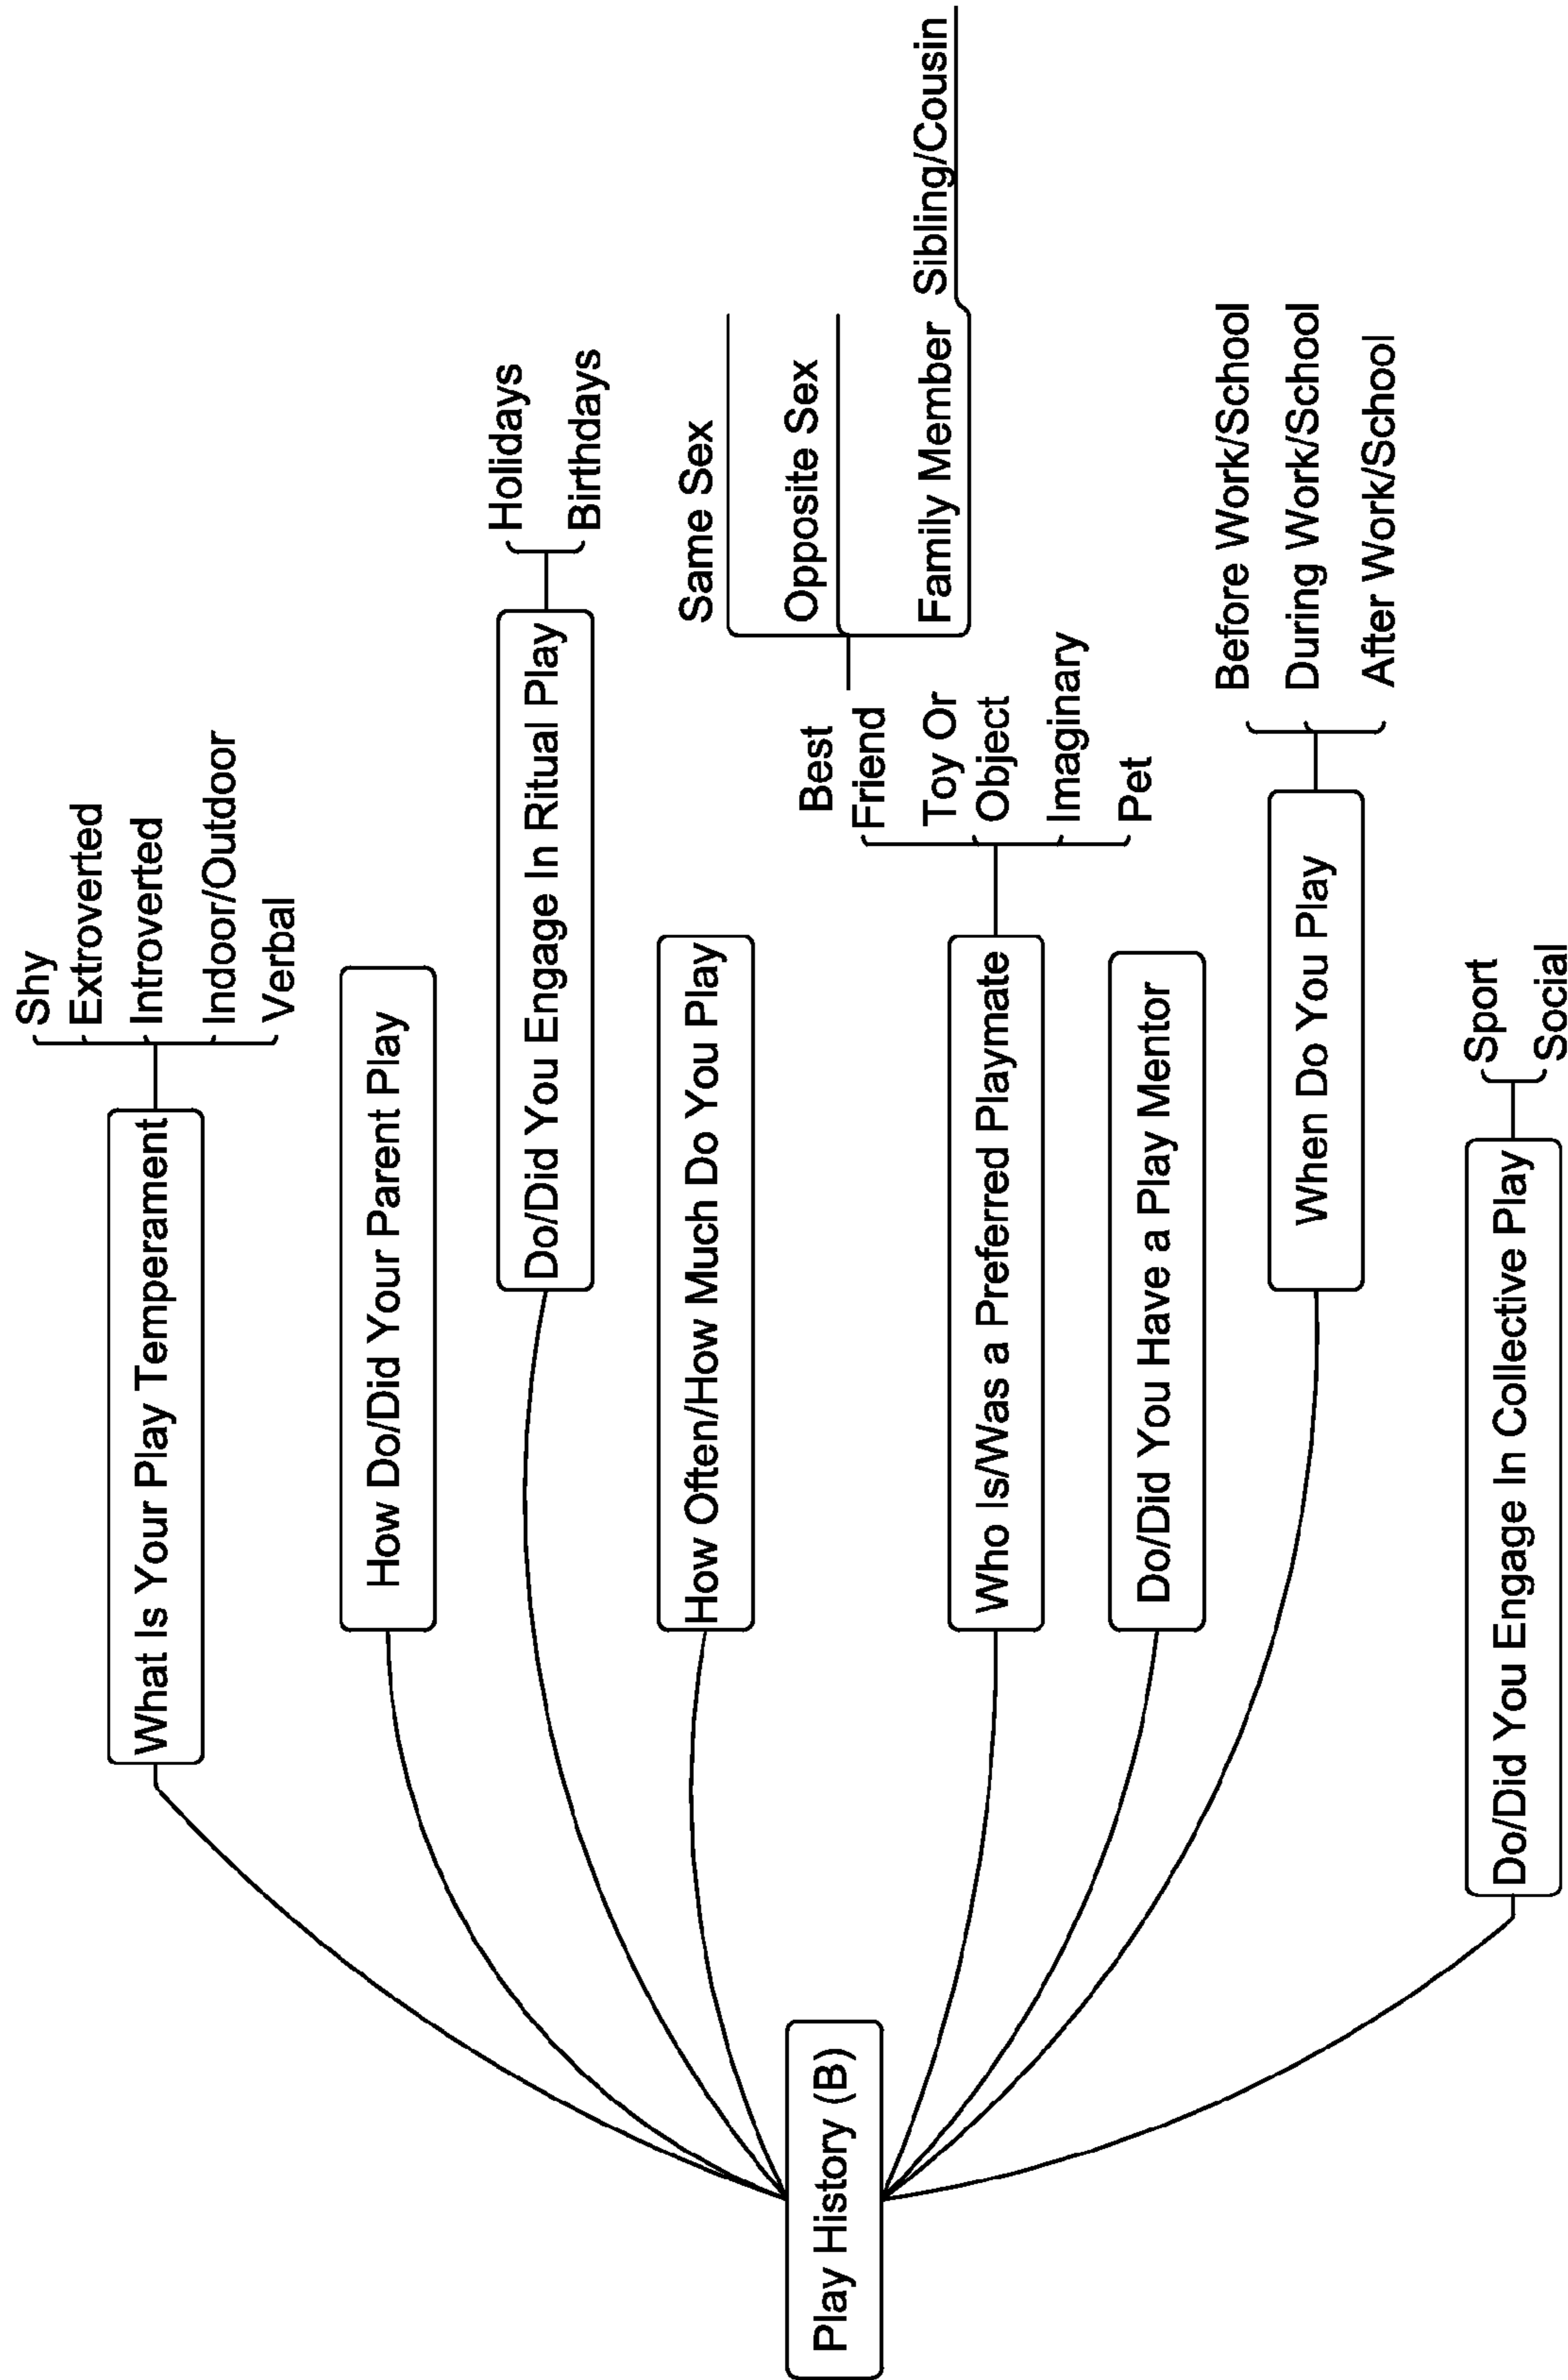 Play History (B)
What Is Your Play Temperament
Shy
Extroverted
Introverted
Indoor/Outdoor
Verbal
How Do/Did Your Parent Play
Do/Did You Engage In Ritual Play
Holidays
Birthdays
How Often/How Much Do You Play
Who Is/Was a Preferred Playmate
Best
Friend
Same Sex
Opposite Sex
Family Member
Sibling/Cousin
Toy Or
Object
Imaginary
Pet
Do/Did You Have a Play Mentor
When Do You Play
Before Work/School
During Work/School
After Work/School
Do/Did You Engage In Collective Play
Sport
Social